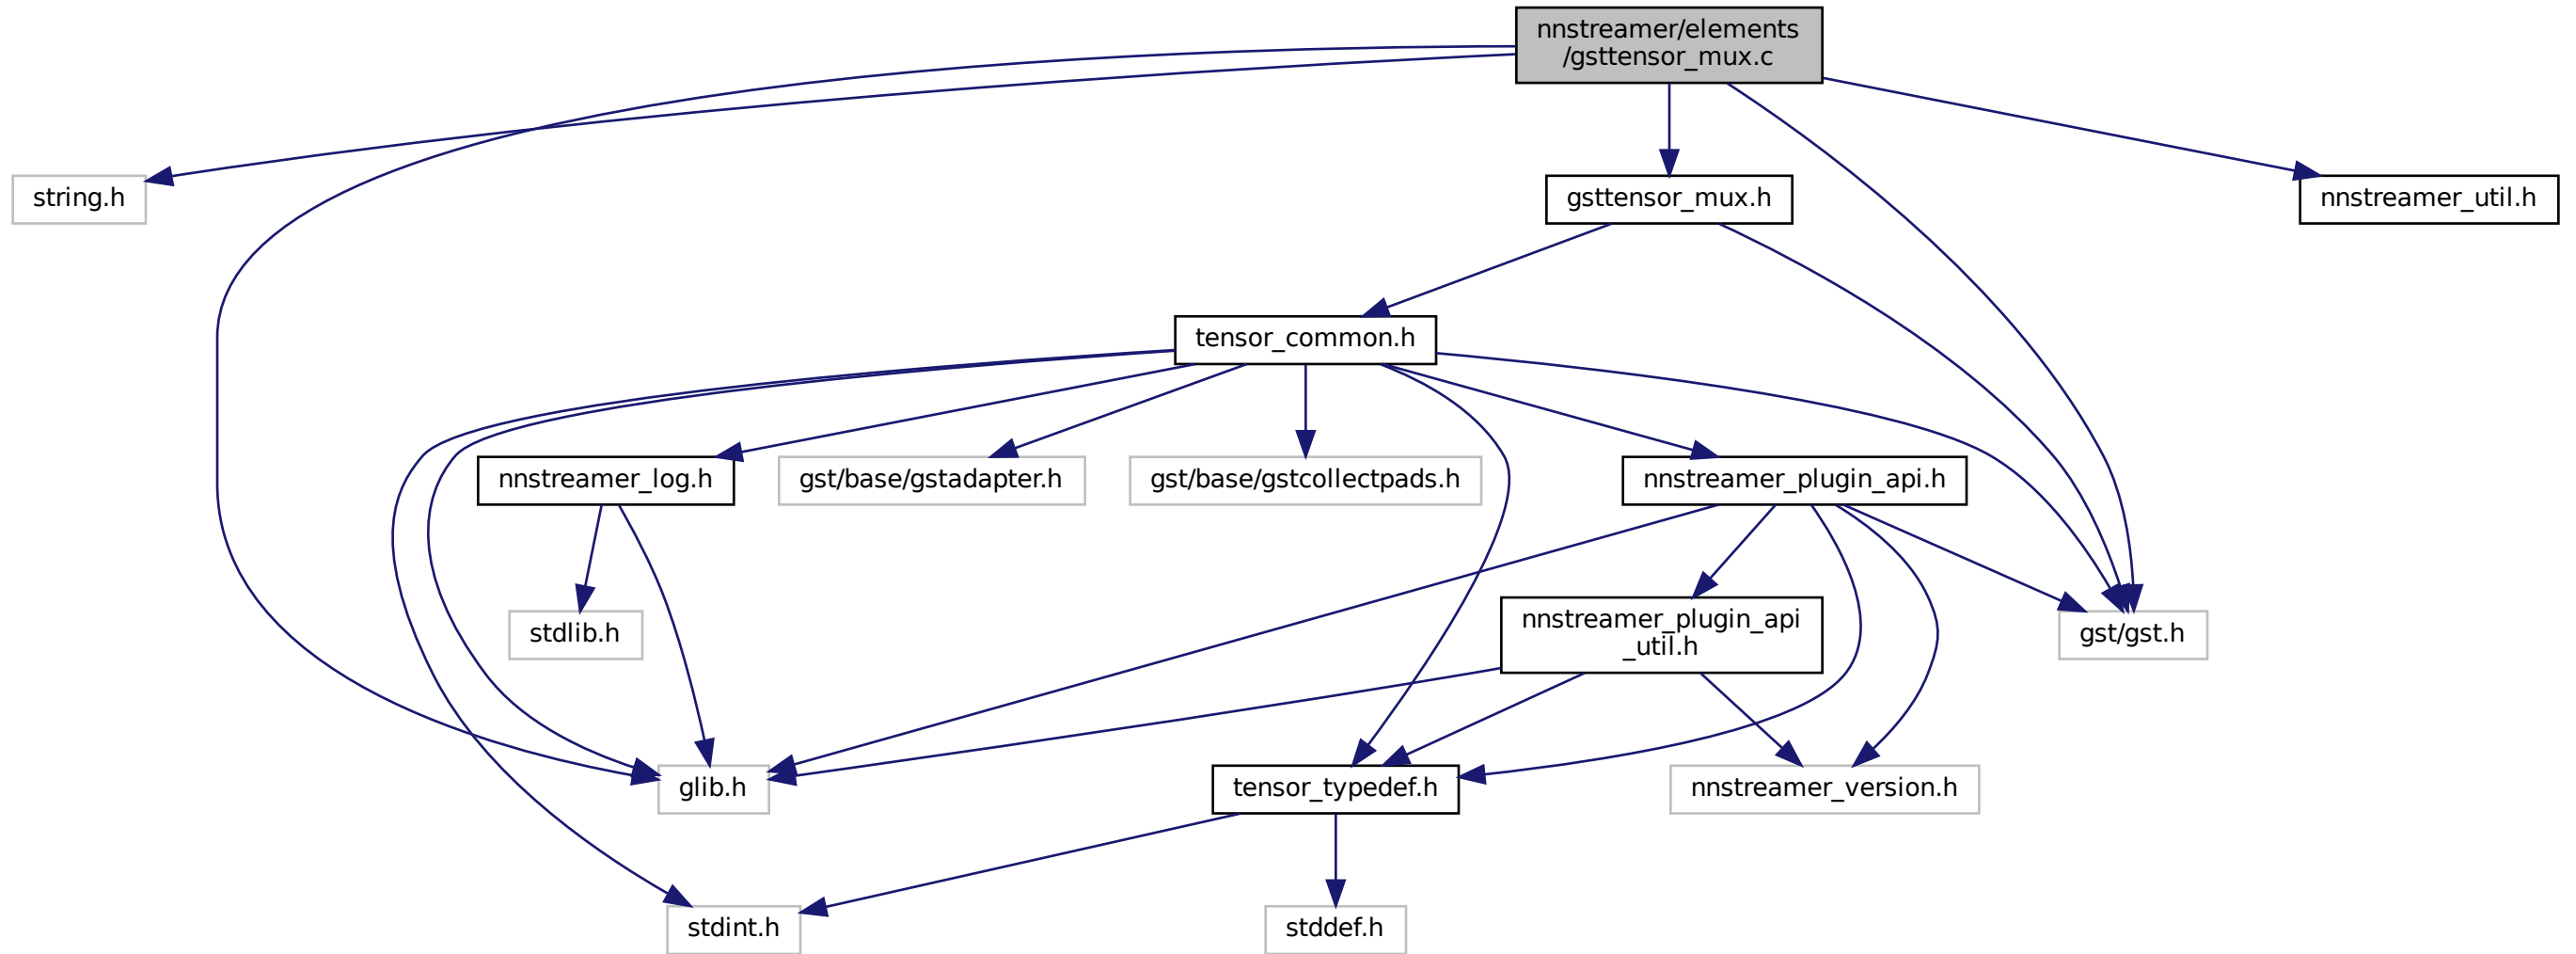 nnstreamer/elements
/gsttensor_mux.c
string.h
gsttensor_mux.h
nnstreamer_util.h
tensor_common.h
nnstreamer_log.h
gst/base/gstadapter.h
gst/base/gstcollectpads.h
nnstreamer_plugin_api.h
stdlib.h
nnstreamer_plugin_api
_util.h
gst/gst.h
glib.h
tensor_typedef.h
nnstreamer_version.h
stdint.h
stddef.h